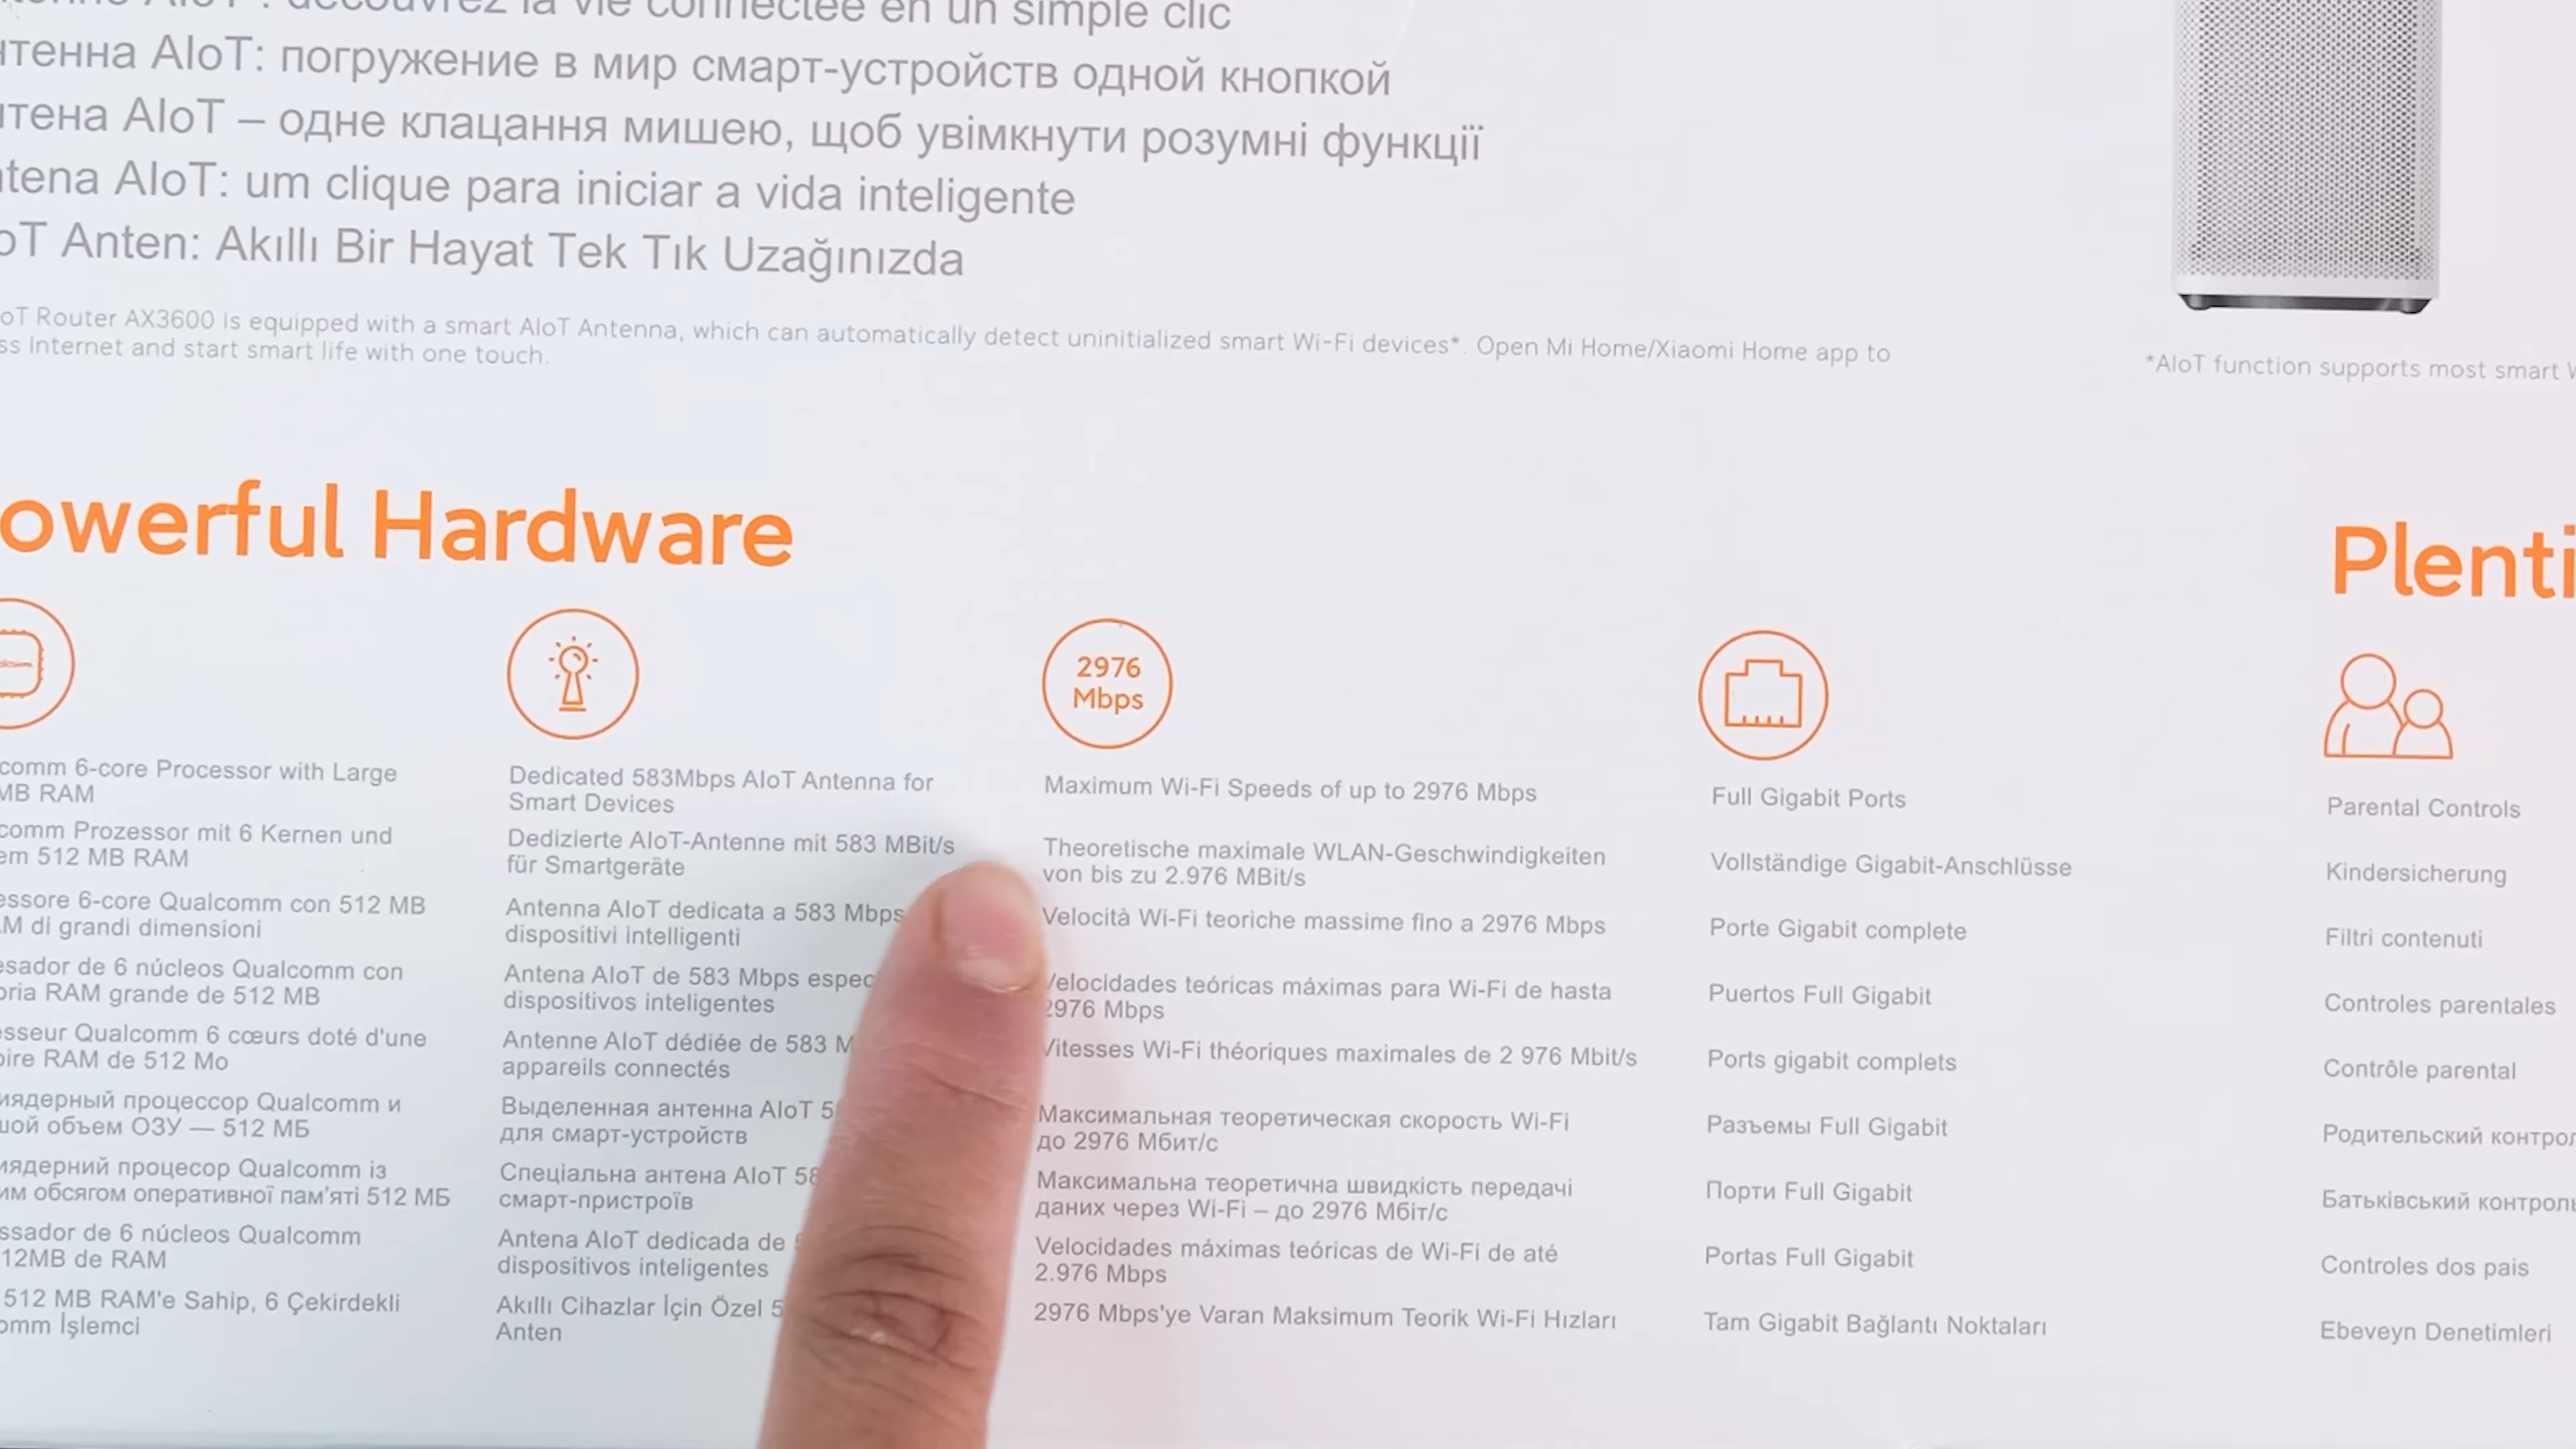 : découvrez la vie connectée en un simple clic
AIoT: погружение в мир смарт-устройств одной кнопкой
AIoT – одне клацання мишею, щоб увімкнути розумні функції
AIoT: um clique para iniciar a vida inteligente
Anten: Akıllı Bir Hayat Tek Tık Uzağınızda
Router AX3600 is equipped with a smart AIoT Antenna, which can automatically detect uninitialized smart Wi-Fi devices*. Open Mi Home/Xiaomi Home app to
Internet and start smart life with one touch.
*AIoT function supports most smart
owerful Hardware
Plenti
2976
Mbps
comm 6-core Processor with Large
MB RAM
comm Prozessor mit 6 Kernen und
em 512 MB RAM
essore 6-core Qualcomm con 512 MB
di grandi dimensioni
esador de 6 núcleos Qualcomm con
oria RAM grande de 512 MB
esseur Qualcomm 6 cœurs doté d'une
oire RAM de 512 Mo
иядерный процессор Qualcomm и
шой объем ОЗУ — 512 МБ
иядерний процесор Qualcomm із
им обсягом оперативної пам'яті 512 МБ
ssador de 6 núcleos Qualcomm
12MB de RAM
512 MB RAM'e Sahip, 6 Çekirdekli
omm İşlemci
Dedicated 583Mbps AIoT Antenna for
Smart Devices
Dedizierte AIoT-Antenne mit 583 MBit/s
für Smartgeräte
Antenna AIoT dedicata a 583 Mbps
dispositivi intelligenti
Antena AIoT de 583 Mbps espec
dispositivos inteligentes
Antenne AIoT dédiée de 583 M
appareils connectés
Выделенная антенна AIoT 5
для смарт-устройств
Спеціальна антена AIoT 58
смарт-пристроїв
Antena AIoT dedicada de
dispositivos inteligentes
Akıllı Cihazlar İçin Özel 5
Anten
Maximum Wi-Fi Speeds of up to 2976 Mbps
Theoretische maximale WLAN-Geschwindigkeiten
von bis zu 2.976 MBit/s
Velocità Wi-Fi teoriche massime fino a 2976 Mbps
Velocidades teóricas máximas para Wi-Fi de hasta
2976 Mbps
Vitesses Wi-Fi théoriques maximales de 2 976 Mbit/s
Максимальная теоретическая скорость Wi-Fi
до 2976 Мбит/с
Максимальна теоретична швидкість передачі
даних через Wi-Fi – до 2976 Мбіт/с
Velocidades máximas teóricas de Wi-Fi de até
2.976 Mbps
2976 Mbps'ye Varan Maksimum Teorik Wi-Fi Hızları
Full Gigabit Ports
Vollständige Gigabit-Anschlüsse
Porte Gigabit complete
Puertos Full Gigabit
Ports gigabit complets
Разъемы Full Gigabit
Порти Full Gigabit
Portas Full Gigabit
Tam Gigabit Bağlantı Noktaları
Parental Controls
Kindersicherung
Filtri contenuti
Controles parentales
Contrôle parental
Родительский контрол
Батьківський контроль
Controles dos pais
Ebeveyn Denetimleri